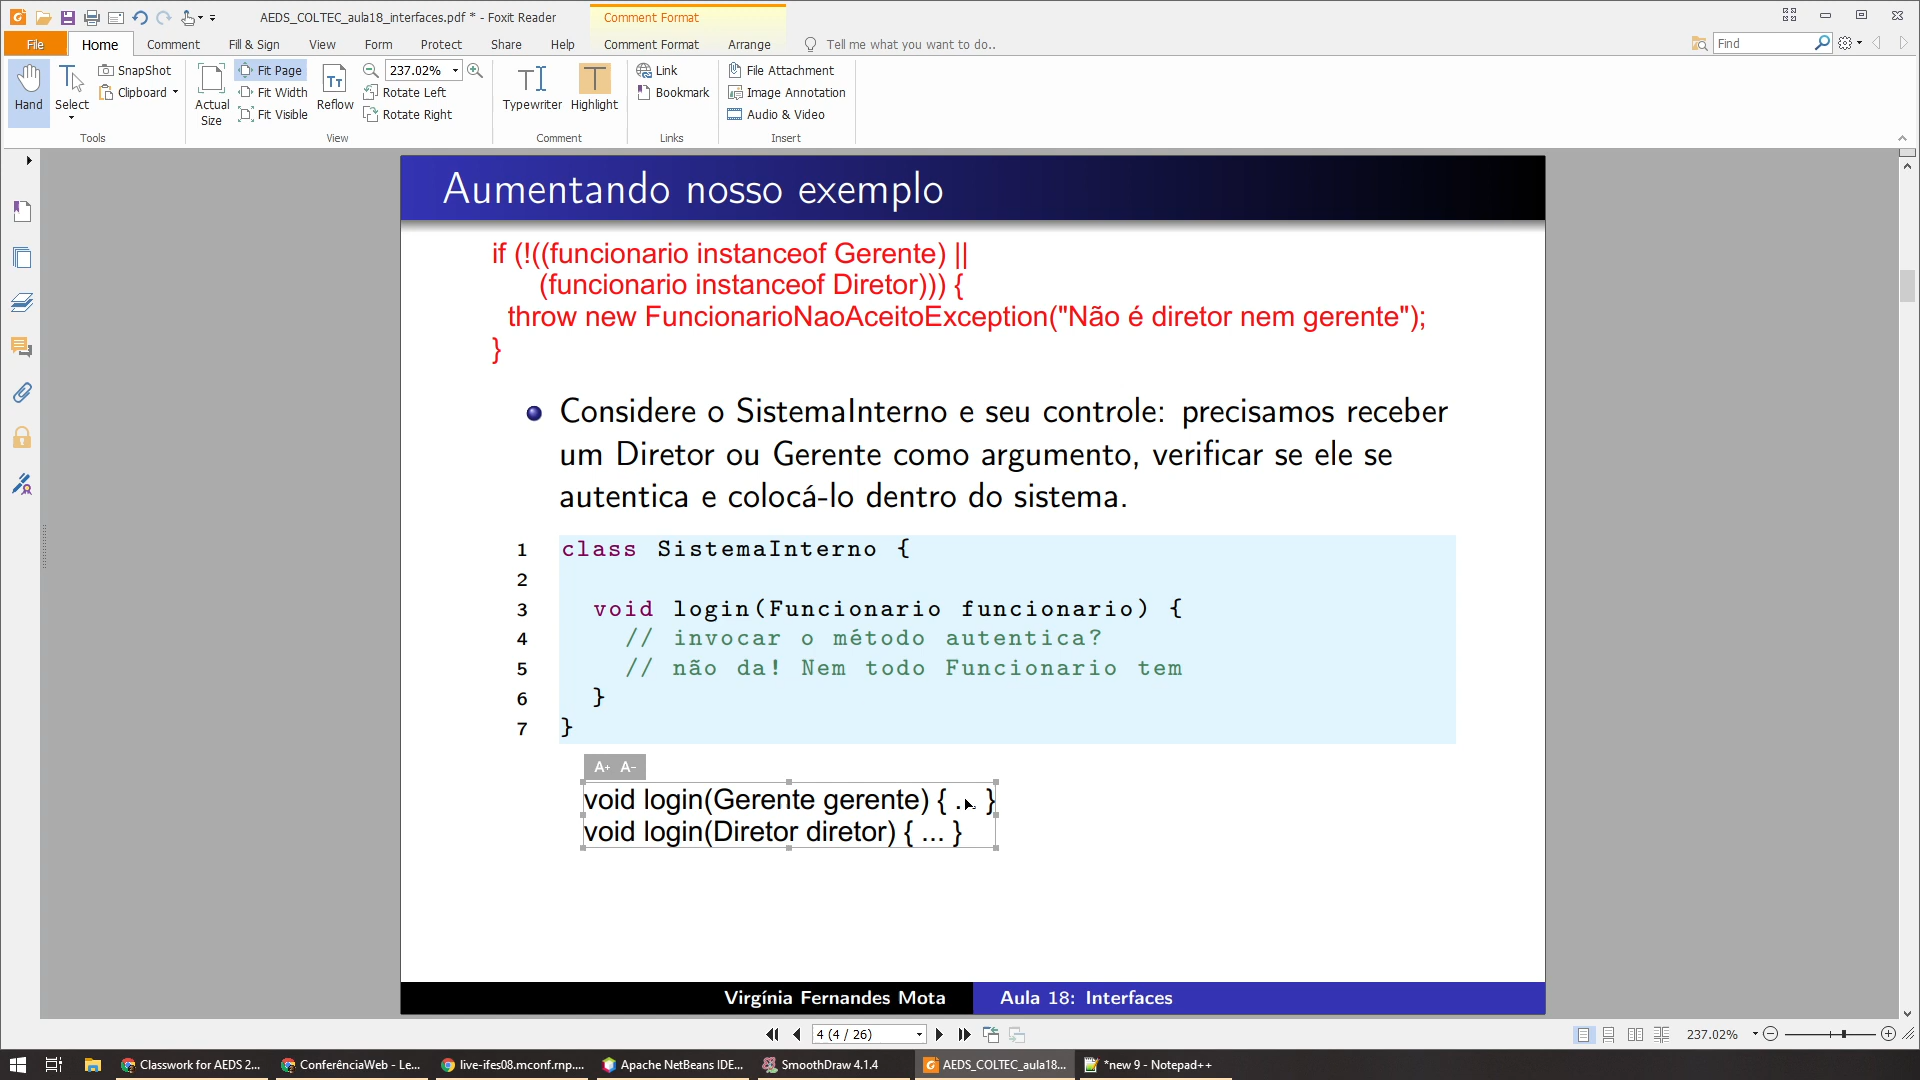 AEDS_COLTEC_aula18_interfaces.pdf * - Foxit Reader
Comment Format
File
Home
Comment
Fill & Sign
View
Form
Protect
Share
Help
Comment Format
Arrange
Tell me what you want to do..
Find
Hand
Select
SnapShot
Clipboard
Tools
Actual Size
Fit Page
Fit Width
Fit Visible
Reflow
237.02%
Rotate Left
Rotate Right
View
Typewriter
Highlight
Comment
Link
Bookmark
Links
File Attachment
Image Annotation
Audio & Video
Insert
Aumentando nosso exemplo
if (!((funcionario instanceof Gerente) ||
(funcionario instanceof Diretor))) {
throw new FuncionarioNaoAceitoException("Não é diretor nem gerente");
}
Considere o SistemaInterno e seu controle: precisamos receber
um Diretor ou Gerente como argumento, verificar se ele se
autentica e colocá-lo dentro do sistema.
1 class SistemaInterno {
2
3 void login(Funcionario funcionario) {
4 // invocar o método autentica?
5 // não da! Nem todo Funcionario tem
6 }
7 }
A+ A-
void login(Gerente gerente) { ... }
void login(Diretor diretor) { ... }
Virgínia Fernandes Mota
Aula 18: Interfaces
4 (4 / 26)
237.02%
Classwork for AEDS 2...
ConferênciaWeb - Le...
live-ifes08.mconf.rnp....
Apache NetBeans IDE...
SmoothDraw 4.1.4
AEDS_COLTEC_aula18...
*new 9 - Notepad++